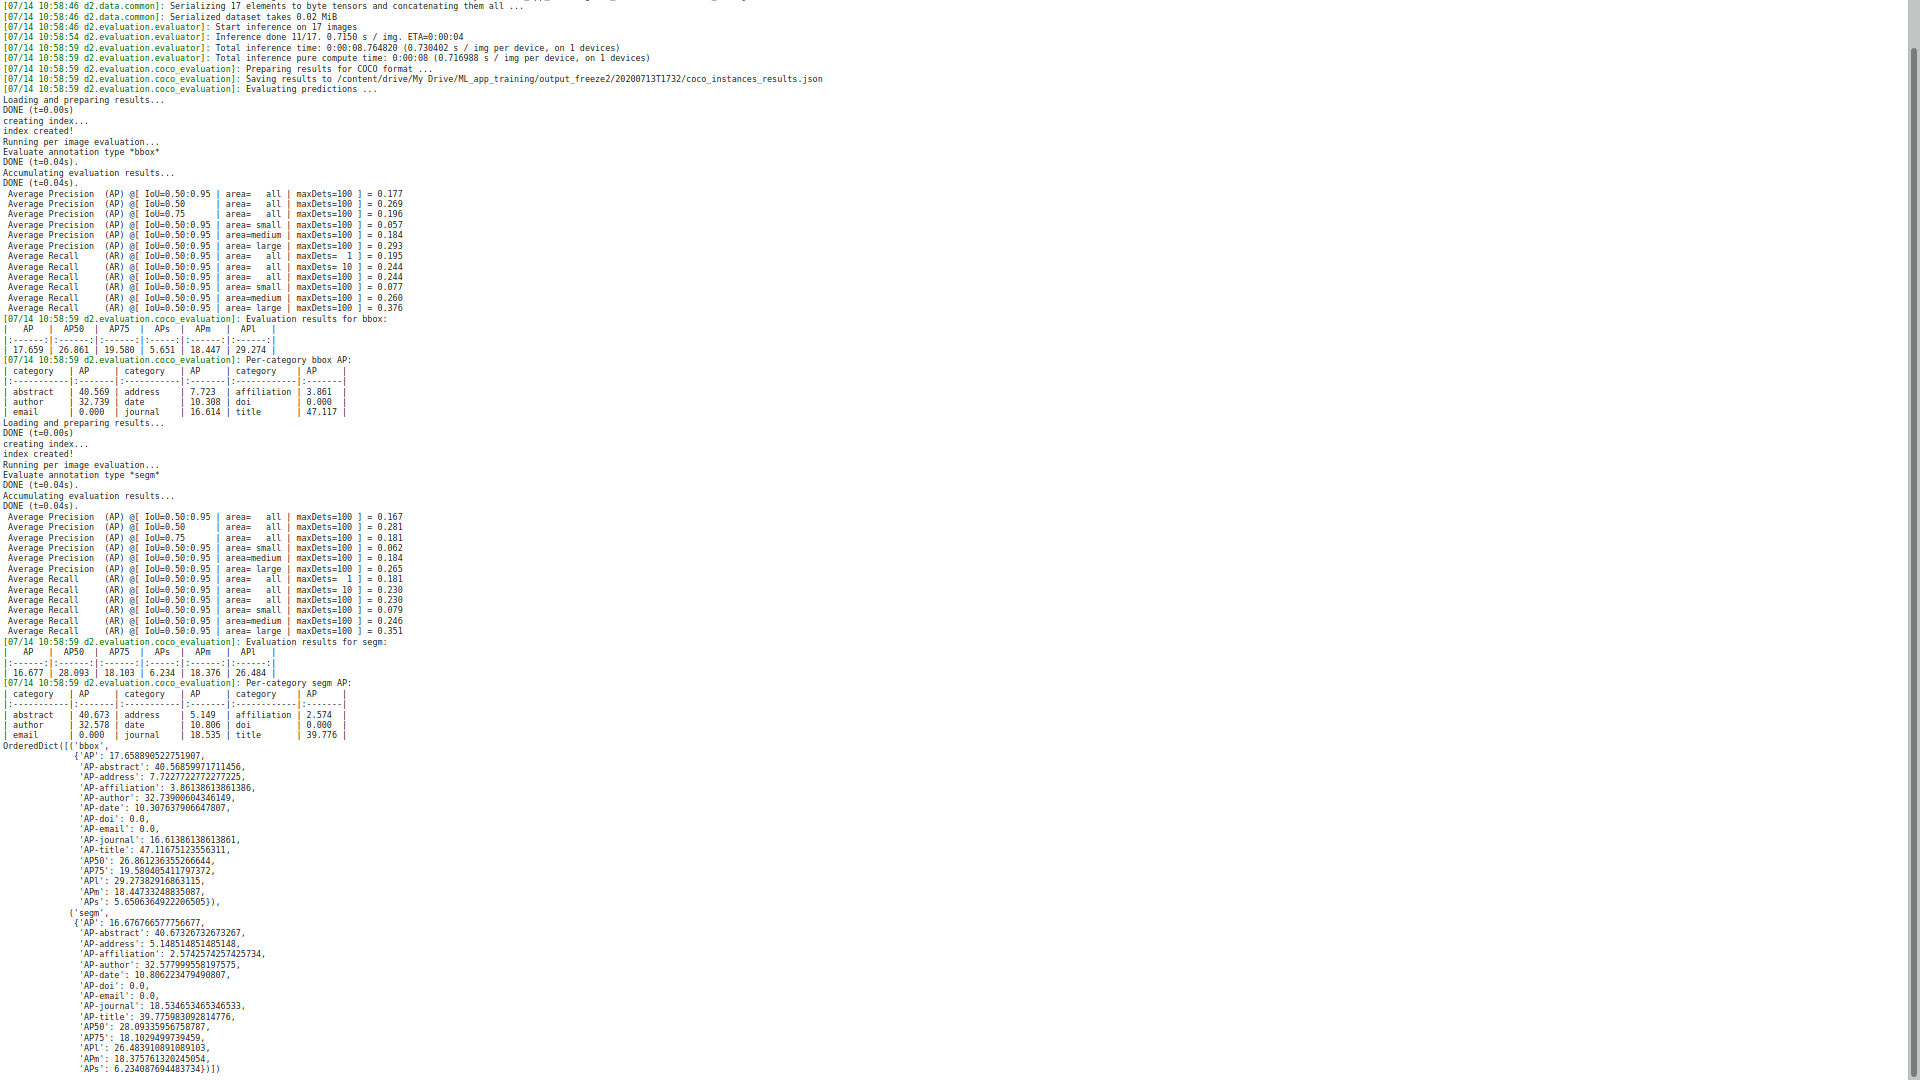 [07/14 10:58:46 d2.data.common]: Serializing 17 elements to byte tensors and concatenating them all ...
[07/14 10:58:46 d2.data.common]: Serialized dataset takes 0.02 MiB
[07/14 10:58:46 d2.evaluation.evaluator]: Start inference on 17 images
[07/14 10:58:54 d2.evaluation.evaluator]: Inference done 11/17. 0.7150 s / img. ETA=0:00:04
[07/14 10:58:59 d2.evaluation.evaluator]: Total inference time: 0:00:08.764820 (0.730402 s / img per device, on 1 devices)
[07/14 10:58:59 d2.evaluation.evaluator]: Total inference pure compute time: 0:00:08 (0.716988 s / img per device, on 1 devices)
[07/14 10:58:59 d2.evaluation.coco_evaluation]: Preparing results for COCO format ...
[07/14 10:58:59 d2.evaluation.coco_evaluation]: Saving results to /content/drive/My Drive/ML_app_training/output_freeze2/20200713T1732/coco_instances_results.json
[07/14 10:58:59 d2.evaluation.coco_evaluation]: Evaluating predictions ...
Loading and preparing results...
DONE (t=0.00s)
creating index...
index created!
Running per image evaluation...
Evaluate annotation type *bbox*
DONE (t=0.04s).
Accumulating evaluation results...
DONE (t=0.04s).
 Average Precision  (AP) @[ IoU=0.50:0.95 | area=   all | maxDets=100 ] = 0.177
 Average Precision  (AP) @[ IoU=0.50      | area=   all | maxDets=100 ] = 0.269
 Average Precision  (AP) @[ IoU=0.75      | area=   all | maxDets=100 ] = 0.196
 Average Precision  (AP) @[ IoU=0.50:0.95 | area= small | maxDets=100 ] = 0.057
 Average Precision  (AP) @[ IoU=0.50:0.95 | area=medium | maxDets=100 ] = 0.184
 Average Precision  (AP) @[ IoU=0.50:0.95 | area= large | maxDets=100 ] = 0.293
 Average Recall     (AR) @[ IoU=0.50:0.95 | area=   all | maxDets=  1 ] = 0.195
 Average Recall     (AR) @[ IoU=0.50:0.95 | area=   all | maxDets= 10 ] = 0.244
 Average Recall     (AR) @[ IoU=0.50:0.95 | area=   all | maxDets=100 ] = 0.244
 Average Recall     (AR) @[ IoU=0.50:0.95 | area= small | maxDets=100 ] = 0.077
 Average Recall     (AR) @[ IoU=0.50:0.95 | area=medium | maxDets=100 ] = 0.260
 Average Recall     (AR) @[ IoU=0.50:0.95 | area= large | maxDets=100 ] = 0.376
[07/14 10:58:59 d2.evaluation.coco_evaluation]: Evaluation results for bbox:
|   AP   |  AP50  |  AP75  |  APs  |  APm   |  APl   |
|:------:|:------:|:------:|:-----:|:------:|:------:|
| 17.659 | 26.861 | 19.580 | 5.651 | 18.447 | 29.274 |
[07/14 10:58:59 d2.evaluation.coco_evaluation]: Per-category bbox AP:
| category   | AP     | category   | AP     | category    | AP     |
|:-----------|:-------|:-----------|:-------|:------------|:-------|
| abstract   | 40.569 | address    | 7.723  | affiliation | 3.861  |
| author     | 32.739 | date       | 10.308 | doi         | 0.000  |
| email      | 0.000  | journal    | 16.614 | title       | 47.117 |
Loading and preparing results...
DONE (t=0.00s)
creating index...
index created!
Running per image evaluation...
Evaluate annotation type *segm*
DONE (t=0.04s).
Accumulating evaluation results...
DONE (t=0.04s).
 Average Precision  (AP) @[ IoU=0.50:0.95 | area=   all | maxDets=100 ] = 0.167
 Average Precision  (AP) @[ IoU=0.50      | area=   all | maxDets=100 ] = 0.281
 Average Precision  (AP) @[ IoU=0.75      | area=   all | maxDets=100 ] = 0.181
 Average Precision  (AP) @[ IoU=0.50:0.95 | area= small | maxDets=100 ] = 0.062
 Average Precision  (AP) @[ IoU=0.50:0.95 | area=medium | maxDets=100 ] = 0.184
 Average Precision  (AP) @[ IoU=0.50:0.95 | area= large | maxDets=100 ] = 0.265
 Average Recall     (AR) @[ IoU=0.50:0.95 | area=   all | maxDets=  1 ] = 0.181
 Average Recall     (AR) @[ IoU=0.50:0.95 | area=   all | maxDets= 10 ] = 0.230
 Average Recall     (AR) @[ IoU=0.50:0.95 | area=   all | maxDets=100 ] = 0.230
 Average Recall     (AR) @[ IoU=0.50:0.95 | area= small | maxDets=100 ] = 0.079
 Average Recall     (AR) @[ IoU=0.50:0.95 | area=medium | maxDets=100 ] = 0.246
 Average Recall     (AR) @[ IoU=0.50:0.95 | area= large | maxDets=100 ] = 0.351
[07/14 10:58:59 d2.evaluation.coco_evaluation]: Evaluation results for segm:
|   AP   |  AP50  |  AP75  |  APs  |  APm   |  APl   |
|:------:|:------:|:------:|:-----:|:------:|:------:|
| 16.677 | 28.093 | 18.103 | 6.234 | 18.376 | 26.484 |
[07/14 10:58:59 d2.evaluation.coco_evaluation]: Per-category segm AP:
| category   | AP     | category   | AP     | category    | AP     |
|:-----------|:-------|:-----------|:-------|:------------|:-------|
| abstract   | 40.673 | address    | 5.149  | affiliation | 2.574  |
| author     | 32.578 | date       | 10.806 | doi         | 0.000  |
| email      | 0.000  | journal    | 18.535 | title       | 39.776 |
OrderedDict([('bbox',
              {'AP': 17.658890522751907,
               'AP-abstract': 40.56859971711456,
               'AP-address': 7.7227722772277225,
               'AP-affiliation': 3.86138613861386,
               'AP-author': 32.73900604346149,
               'AP-date': 10.307637906647807,
               'AP-doi': 0.0,
               'AP-email': 0.0,
               'AP-journal': 16.61386138613861,
               'AP-title': 47.11675123556311,
               'AP50': 26.861236355266644,
               'AP75': 19.580405411797372,
               'APl': 29.27382916863115,
               'APm': 18.44733248835087,
               'APs': 5.6506364922206505}),
             ('segm',
              {'AP': 16.676766577756677,
               'AP-abstract': 40.67326732673267,
               'AP-address': 5.148514851485148,
               'AP-affiliation': 2.5742574257425734,
               'AP-author': 32.577999558197575,
               'AP-date': 10.806223479490807,
               'AP-doi': 0.0,
               'AP-email': 0.0,
               'AP-journal': 18.534653465346533,
               'AP-title': 39.775983092814776,
               'AP50': 28.09335956758787,
               'AP75': 18.1029499739459,
               'APl': 26.483910891089103,
               'APm': 18.375761320245054,
               'APs': 6.234087694483734})])